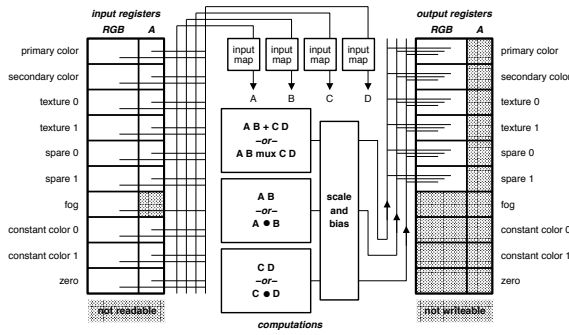 input registers
RGB A
primary color
secondary color
texture 0
texture 1
spare 0
spare 1
fog
constant color 0
constant color 1
zero
not readable
input map
input map
input map
input map
A B C D
A B + C D
–or–
A B mux C D
A B
–or–
A ● B
C D
–or–
C ● D
scale
and
bias
computations
output registers
RGB A
primary color
secondary color
texture 0
texture 1
spare 0
spare 1
fog
constant color 0
constant color 1
zero
not writeable